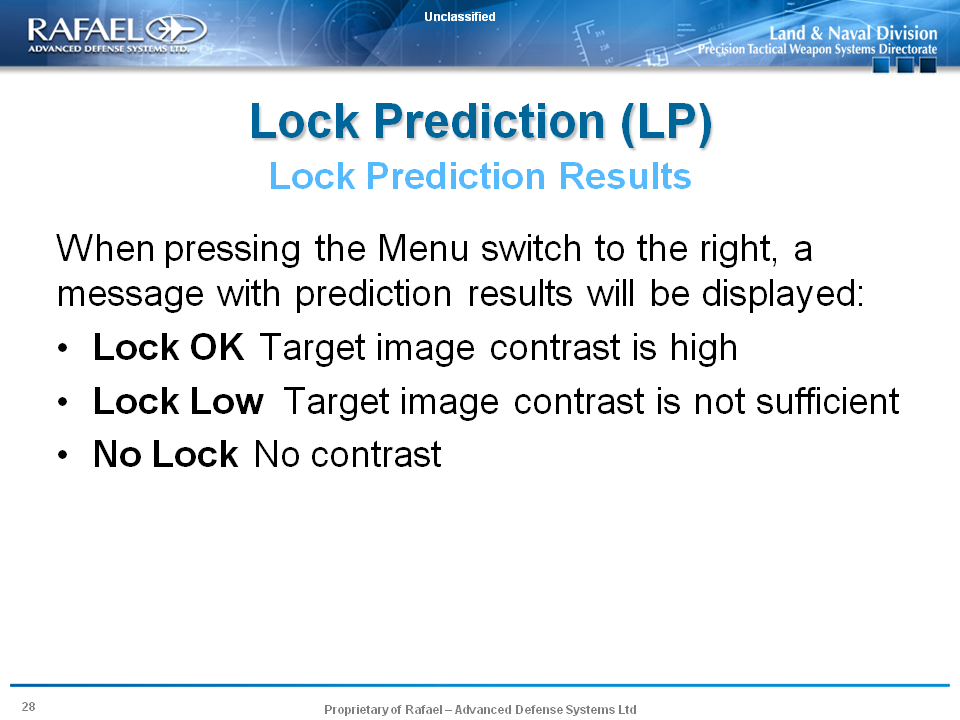 Unclassified
RAFAEL
ADVANCED DEFENSE SYSTEMS LTD.
Land & Naval Division
Precision Tactical Weapon Systems Directorate
Lock Prediction (LP)
Lock Prediction Results
When pressing the Menu switch to the right, a
message with prediction results will be displayed:
• Lock OK Target image contrast is high
• Lock Low Target image contrast is not sufficient
• No Lock No contrast
28
Proprietary of Rafael – Advanced Defense Systems Ltd